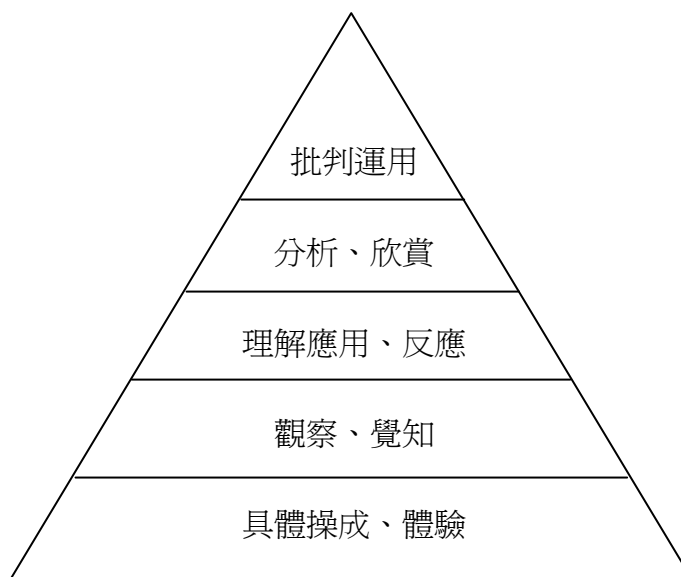 批判運用
分析、欣賞
理解應用、反應
觀察、覺知
具體操成、體驗